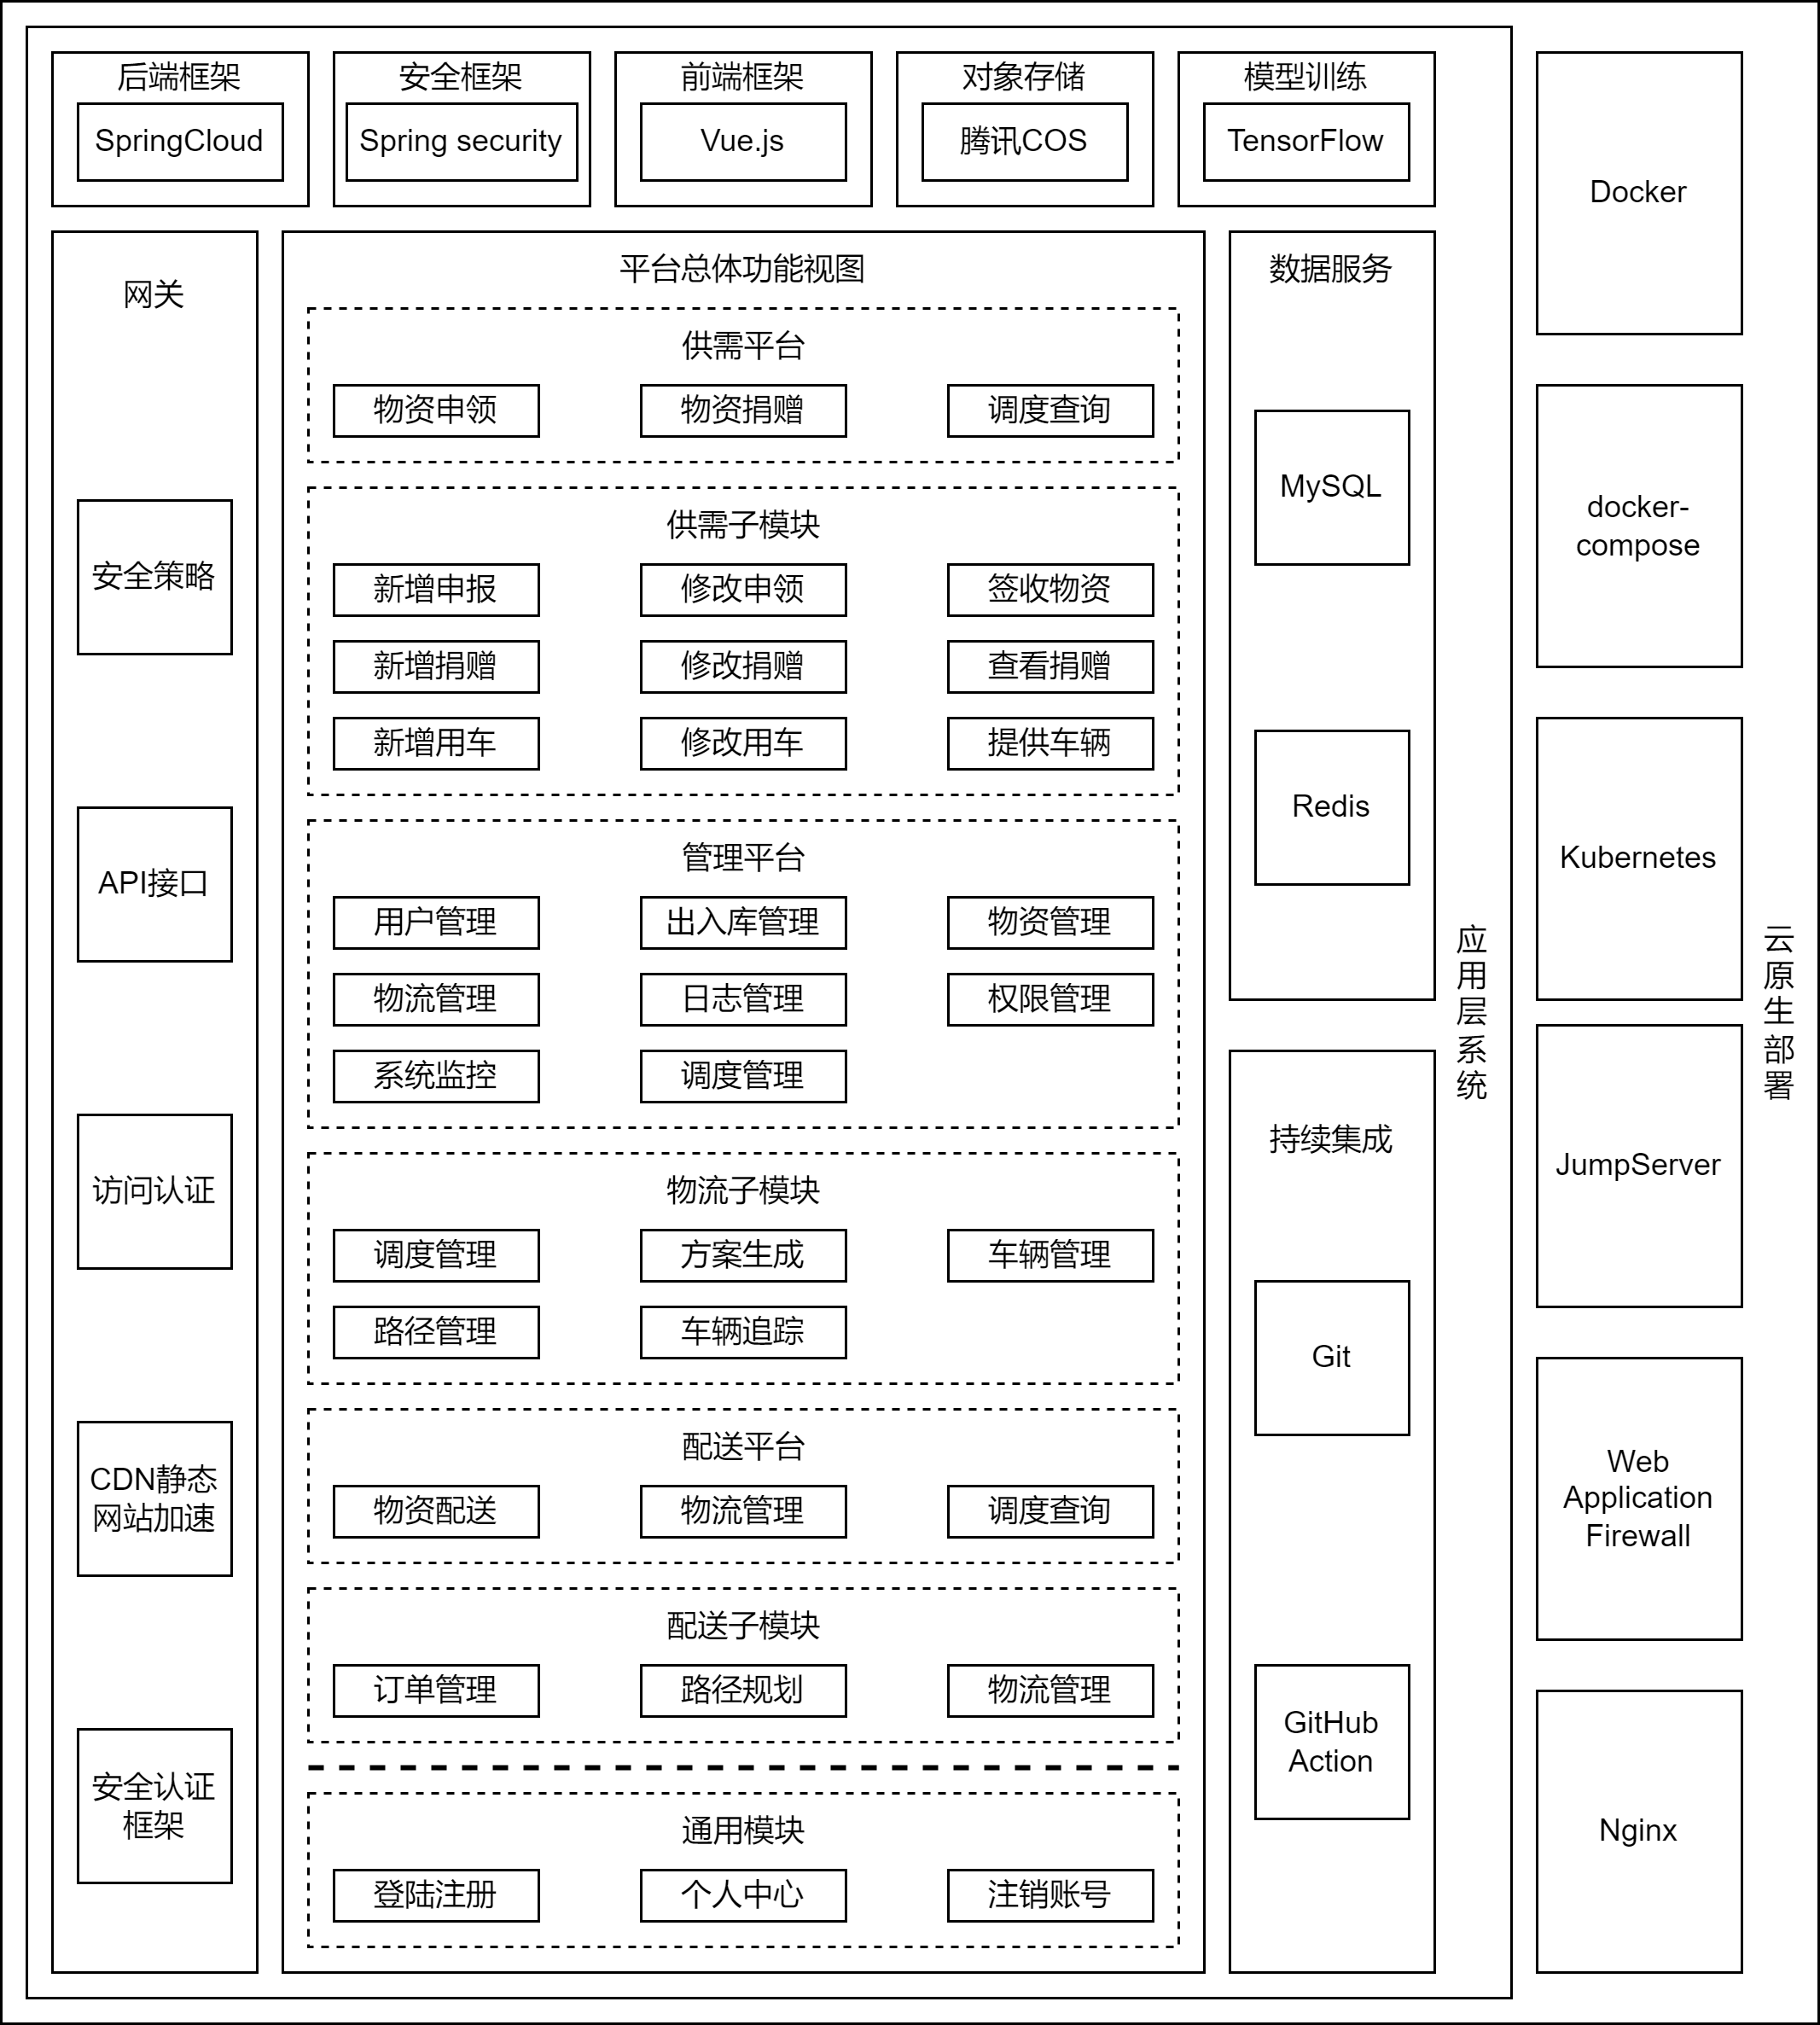 后端框架
SpringCloud
安全框架
Spring security
前端框架
Vue.js
对象存储
腾讯COS
模型训练
TensorFlow
网关
安全策略
API接口
访问认证
CDN静态
网站加速
安全认证
框架
平台总体功能视图
供需平台
物资申领
物资捐赠
调度查询
供需子模块
新增申报
修改申领
签收物资
新增捐赠
修改捐赠
查看捐赠
新增用车
修改用车
提供车辆
管理平台
用户管理
出入库管理
物资管理
物流管理
日志管理
权限管理
系统监控
调度管理
物流子模块
调度管理
方案生成
车辆管理
路径管理
车辆追踪
配送平台
物资配送
物流管理
调度查询
配送子模块
订单管理
路径规划
物流管理
通用模块
登陆注册
个人中心
注销账号
数据服务
MySQL
Redis
持续集成
Git
GitHub
Action
应用层系统
Docker
docker-
compose
Kubernetes
JumpServer
Web
Application
Firewall
Nginx
云原生部署